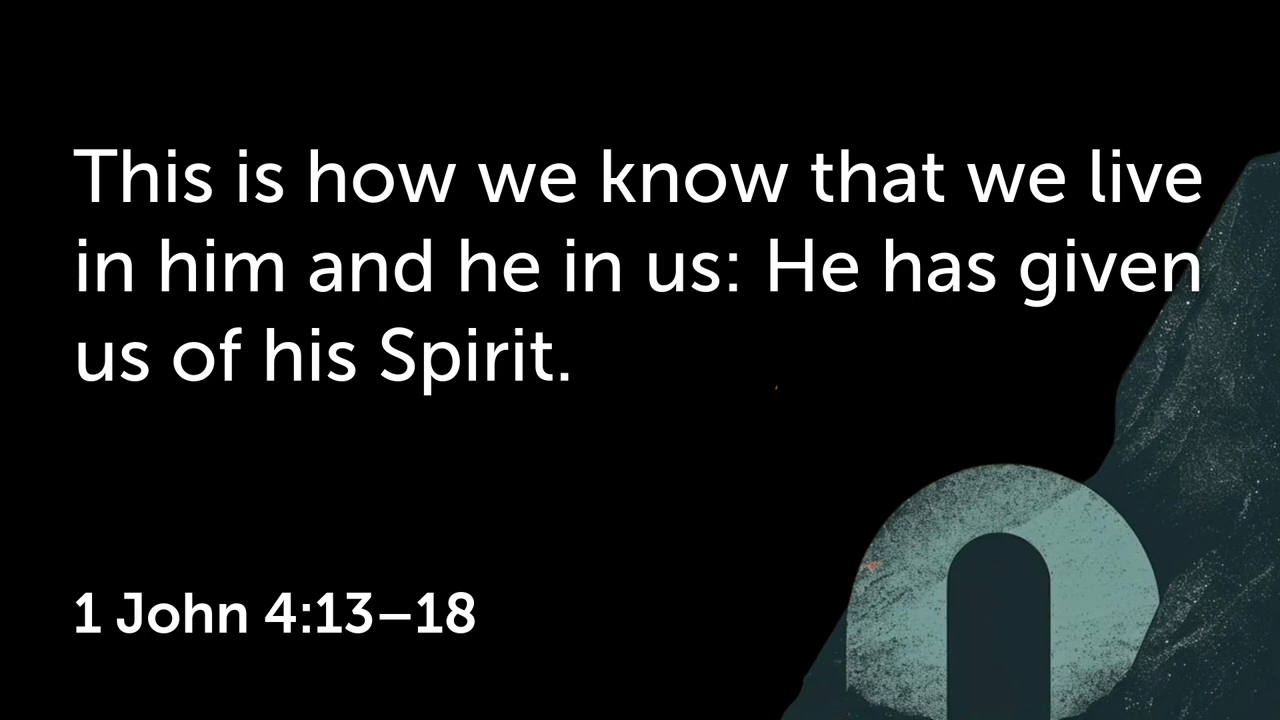 This is how we know that we live
in him and he in us: He has given
us of his Spirit.
1 John 4:13–18